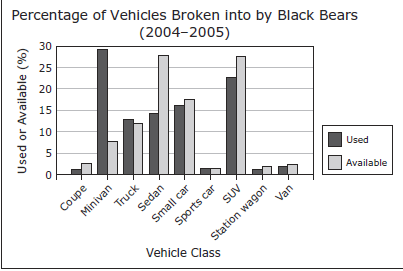 Percentage of Vehicles Broken into by Black Bears
(2004–2005)
Used or Available (%)
30
25
20
15
10
5
0
Coupe
Minivan
Truck
Sedan
Small car
Sports car
SUV
Station wagon
Van
Vehicle Class
Used
Available